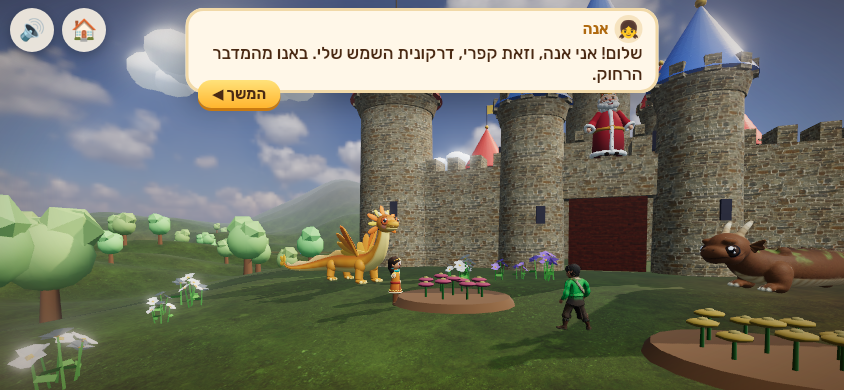 אנה
שלום! אני אנה, וזאת קפרי, דרקונית השמש שלי. באנו מהמדבר
הרחוק.
המשך ◀